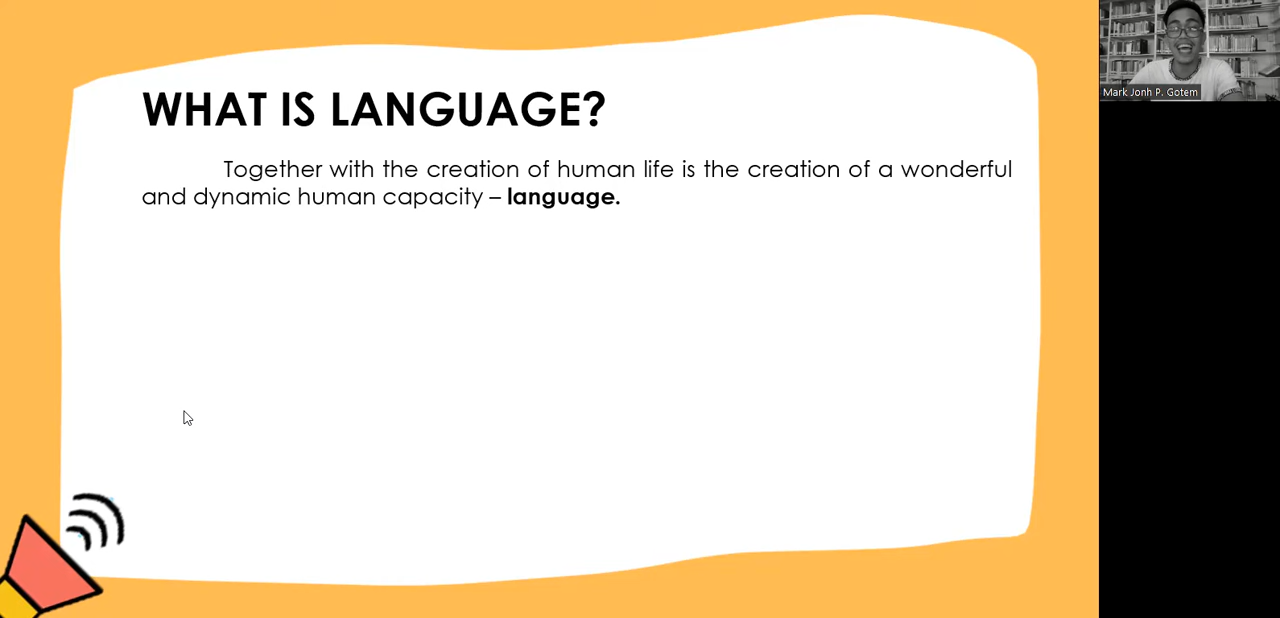 WHAT IS LANGUAGE?
Together with the creation of human life is the creation of a wonderful
and dynamic human capacity – language.
Mark Jonh P. Gotem